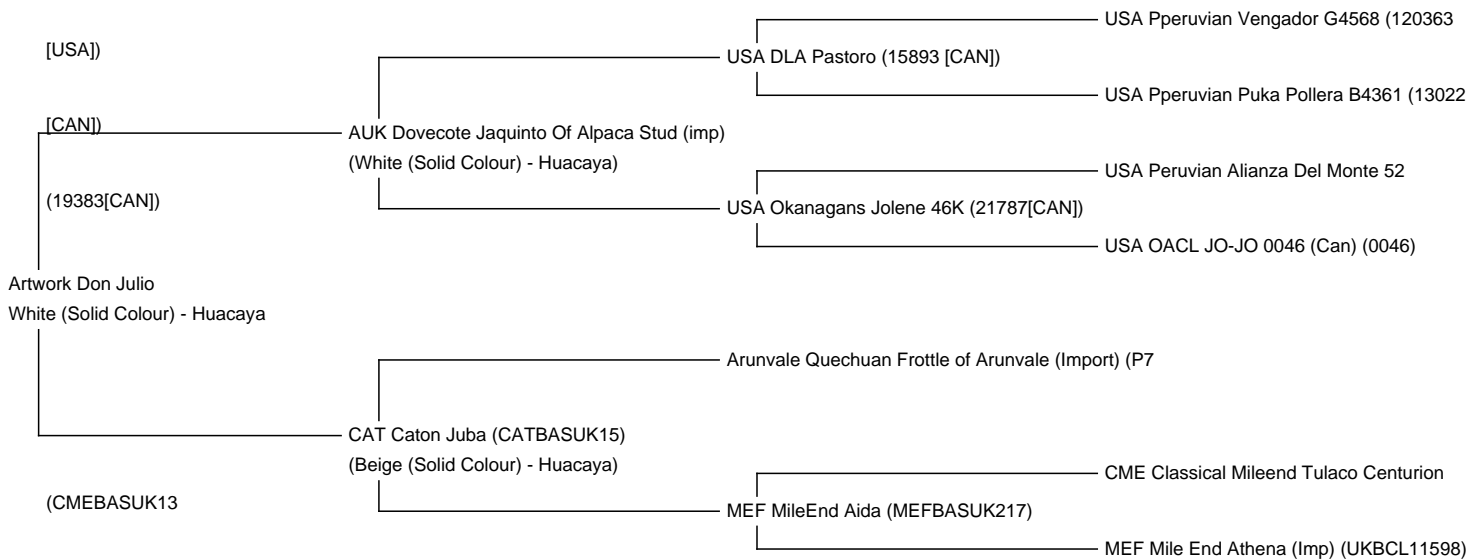 USA Pperuvian Vengador G4568 (120363
[USA])
USA DLA Pastoro (15893 [CAN])
USA Pperuvian Puka Pollera B4361 (13022
[CAN])
AUK Dovecote Jaquinto Of Alpaca Stud (imp)
(White (Solid Colour) - Huacaya)
USA Peruvian Alianza Del Monte 52
(19383[CAN])
USA Okanagans Jolene 46K (21787[CAN])
USA OACL JO-JO 0046 (Can) (0046)
Artwork Don Julio
White (Solid Colour) - Huacaya
Arunvale Quechuan Frottle of Arunvale (Import) (P7
CAT Caton Juba (CATBASUK15)
(Beige (Solid Colour) - Huacaya)
CME Classical Mileend Tulaco Centurion
(CMEBASUK13
MEF MileEnd Aida (MEFBASUK217)
MEF Mile End Athena (Imp) (UKBCL11598)